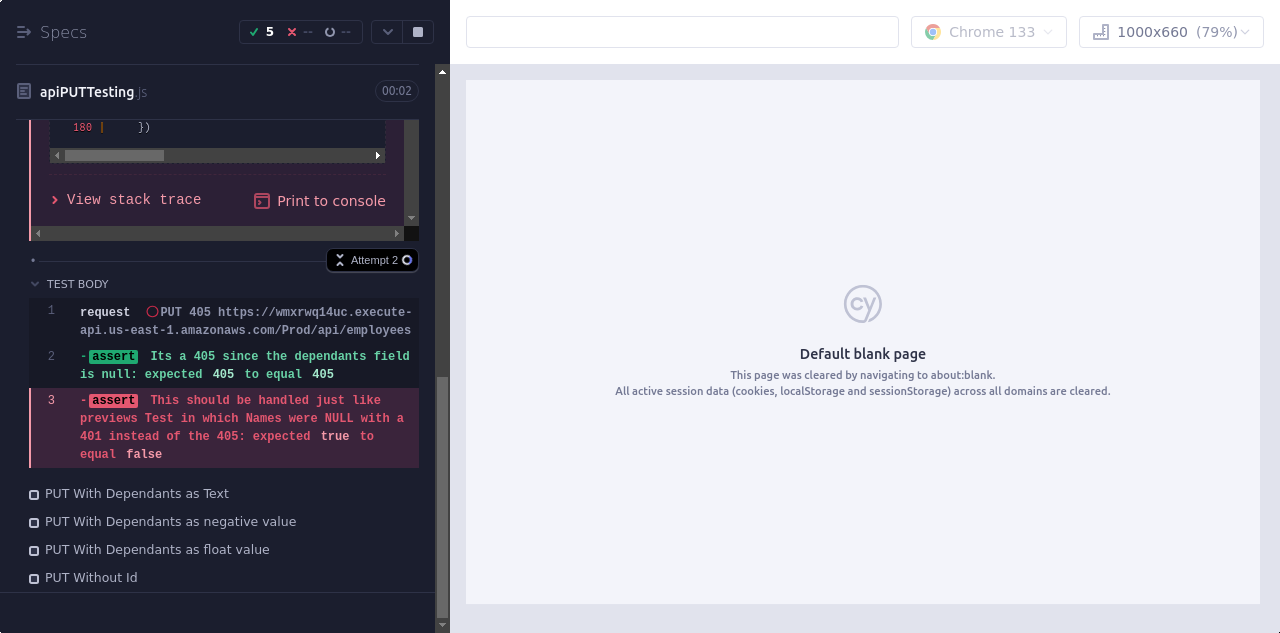 Specs
5
--
--
Chrome 133
1000x660 (79%)
apiPUTTesting.js
00:02
180 | })
View stack trace
Print to console
Attempt 2
TEST BODY
1 request PUT 405 https://wmxrwq14uc.execute-
api.us-east-1.amazonaws.com/Prod/api/employees
2 -assert Its a 405 since the dependants field
is null: expected 405 to equal 405
3 -assert This should be handled just like
previews Test in which Names were NULL with a
401 instead of the 405: expected true to
equal false
PUT With Dependants as Text
PUT With Dependants as negative value
PUT With Dependants as float value
PUT Without Id
cy
Default blank page
This page was cleared by navigating to about:blank.
All active session data (cookies, localStorage and sessionStorage) across all domains are cleared.